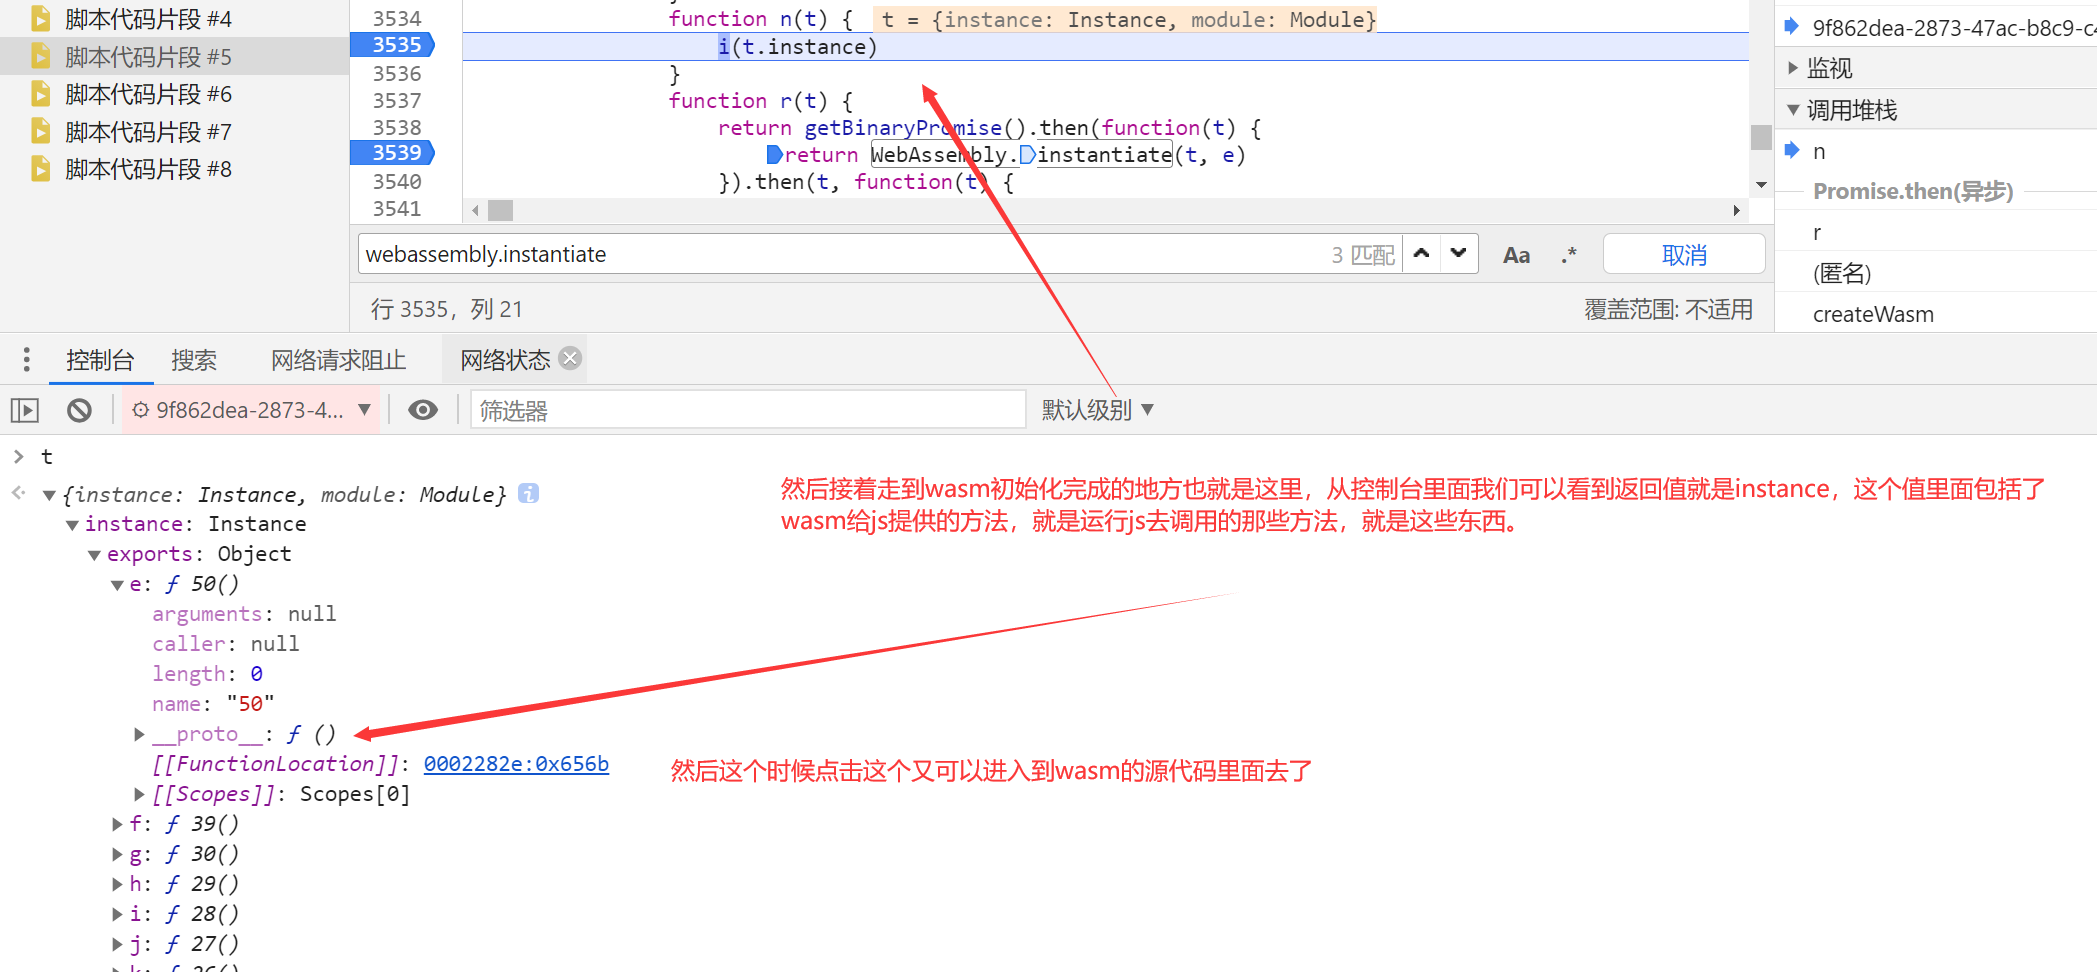 脚本代码片段 #4
脚本代码片段 #5
脚本代码片段 #6
脚本代码片段 #7
脚本代码片段 #8
3534 function n(t) { t = {instance: Instance, module: Module}
3535 i(t.instance)
3536 }
3537 function r(t) {
3538 return getBinaryPromise().then(function(t) {
3539 return WebAssembly.instantiate(t, e)
3540 }).then(t, function(t) {
3541
webassembly.instantiate 3 匹配 Aa .* 取消
行 3535，列 21 覆盖范围: 不适用
9f862dea-2873-47ac-b8c9-c4
监视
调用堆栈
n
Promise.then(异步)
r
(匿名)
createWasm
控制台 搜索 网络请求阻止 网络状态
9f862dea-2873-4... 筛选器 默认级别
t
{instance: Instance, module: Module}
instance: Instance
exports: Object
e: ƒ 50()
arguments: null
caller: null
length: 0
name: "50"
__proto__: ƒ ()
[[FunctionLocation]]: 0002282e:0x656b
[[Scopes]]: Scopes[0]
f: ƒ 39()
g: ƒ 30()
h: ƒ 29()
i: ƒ 28()
j: ƒ 27()
k: ƒ 26()
然后接着走到wasm初始化完成的地方也就是这里，从控制台里面我们可以看到返回值就是instance，这个值里面包括了
wasm给js提供的方法，就是运行js去调用的那些方法，就是这些东西。
然后这个时候点击这个又可以进入到wasm的源代码里面去了